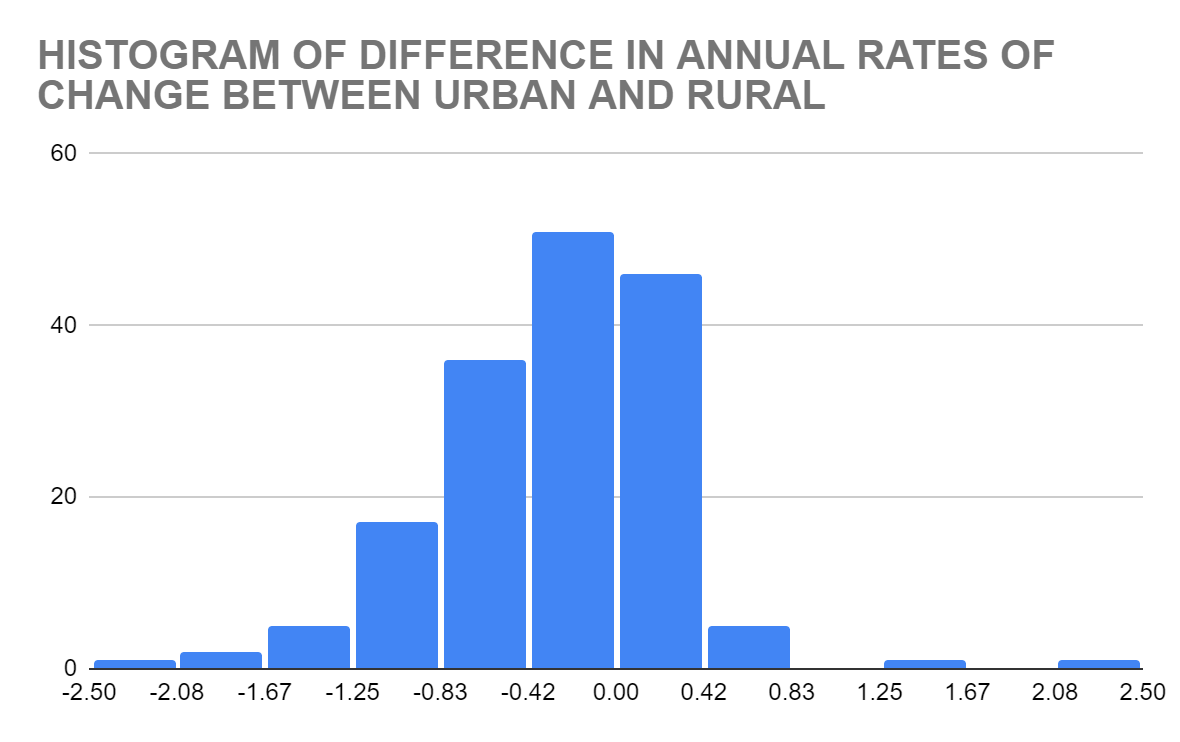 HISTOGRAM OF DIFFERENCE IN ANNUAL RATES OF
CHANGE BETWEEN URBAN AND RURAL
60
40
20
0
-2.50 -2.08 -1.67 -1.25 -0.83 -0.42 0.00 0.42 0.83 1.25 1.67 2.08 2.50